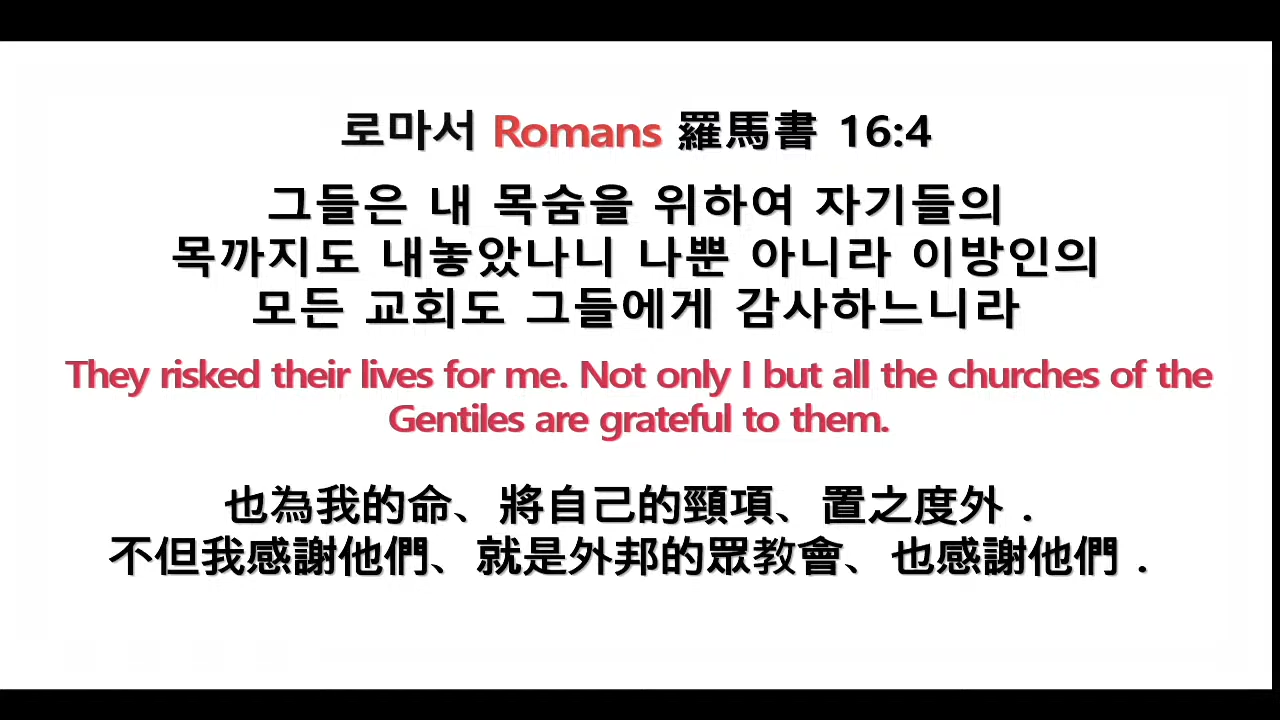 로마서 Romans 羅馬書 16:4
그들은 내 목숨을 위하여 자기들의
목까지도 내놓았나니 나뿐 아니라 이방인의
모든 교회도 그들에게 감사하느니라
They risked their lives for me. Not only I but all the churches of the
Gentiles are grateful to them.
也為我的命、將自己的頸項、置之度外 .
不但我感謝他們、就是外邦的眾教會、也感謝他們 .